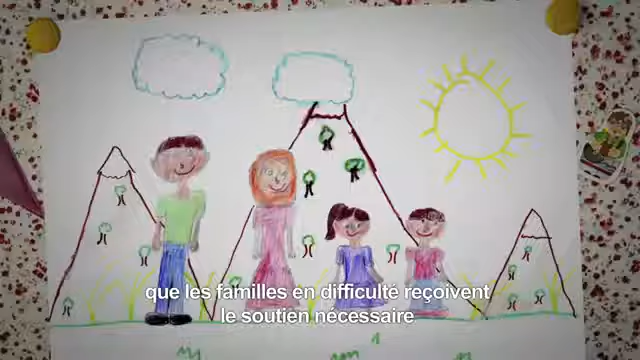 que les familles en difficulté reçoivent
le soutien nécessaire